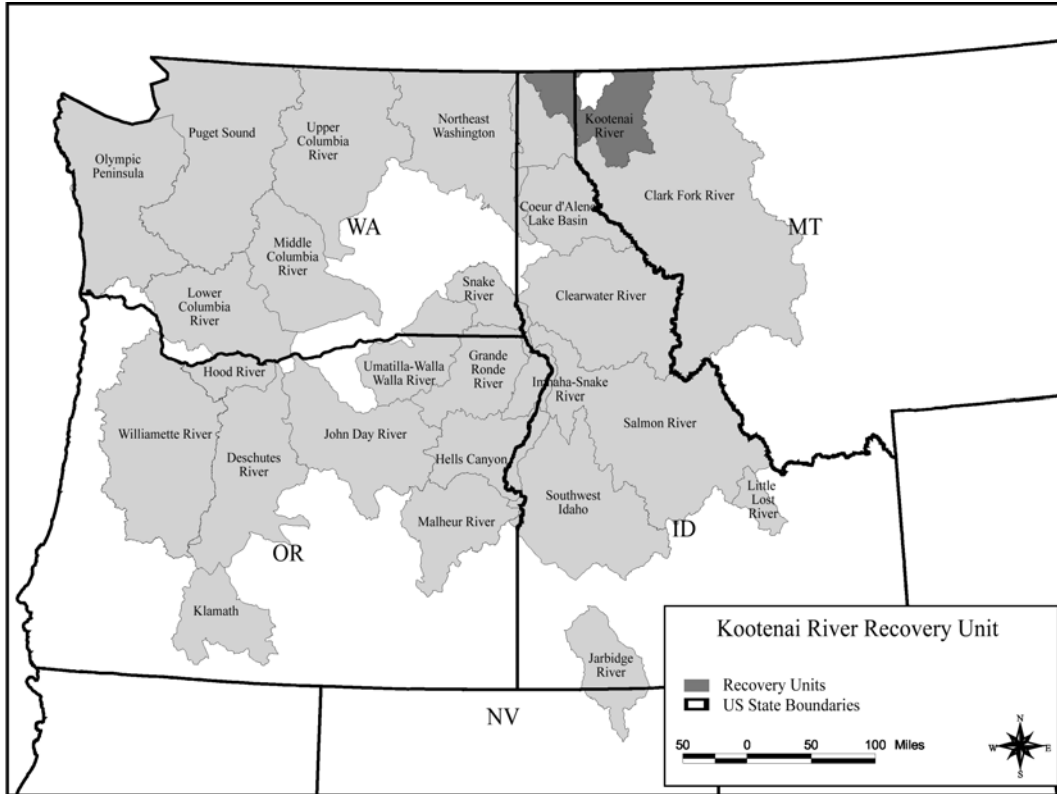 Puget Sound
Upper
Columbia
River
Northeast
Washington
Kootenai
River
Olympic
Peninsula
Clark Fork River
Coeur d'Alene
Lake Basin
WA
MT
Middle
Columbia
River
Snake
River
Clearwater River
Lower
Columbia
River
Hood River
Umatilla-Walla
Walla River
Grande
Ronde
River
Imnaha-Snake
River
Salmon River
Williamette River
John Day River
Deschutes
River
Hells Canyon
Southwest
Idaho
Little
Lost
River
Malheur River
ID
OR
Klamath
Jarbidge
River
NV
Kootenai River Recovery Unit
Recovery Units
US State Boundaries
50 0 50 100 Miles
N
W E
S